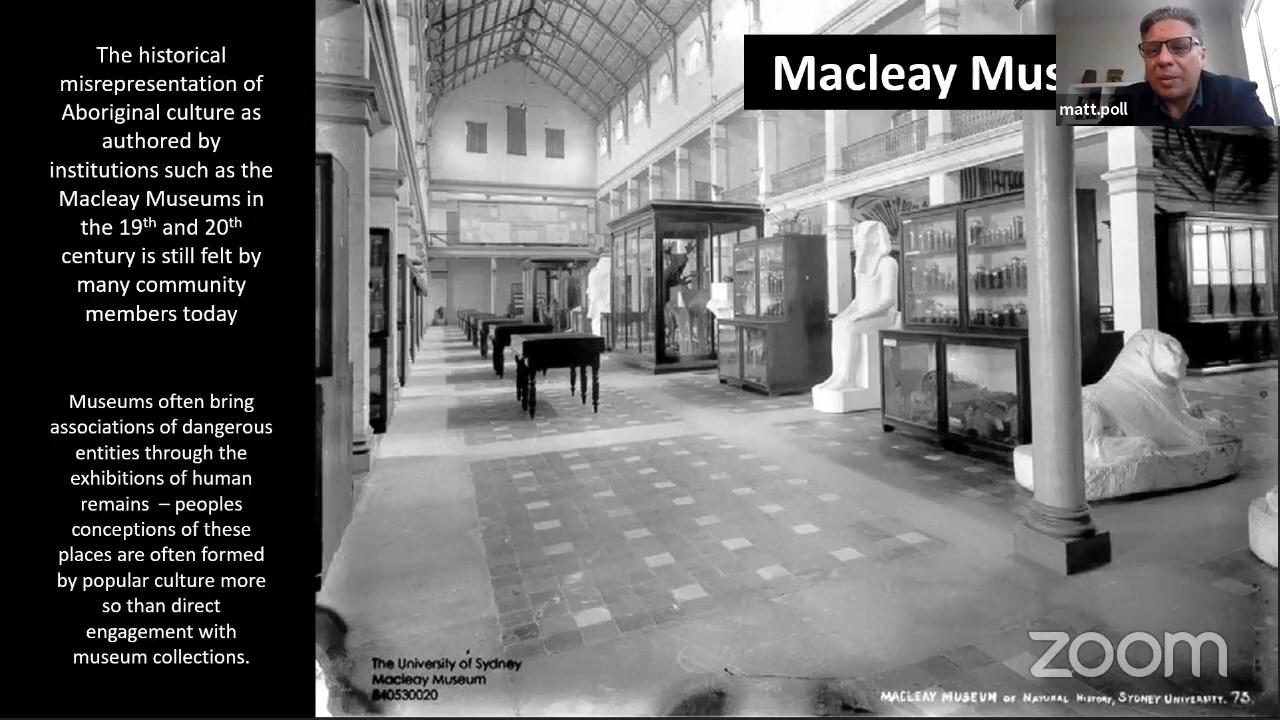 The historical
misrepresentation of
Aboriginal culture as
authored by
institutions such as the
Macleay Museums in
the 19th and 20th
century is still felt by
many community
members today
Museums often bring
associations of dangerous
entities through the
exhibitions of human
remains – peoples
conceptions of these
places are often formed
by popular culture more
so than direct
engagement with
museum collections.
Macleay Mus
matt.poll
The University of Sydney
Macleay Museum
840530020
MACLEAY MUSEUM OF NATURAL HISTORY, SYDNEY UNIVERSITY. 73.
zoom